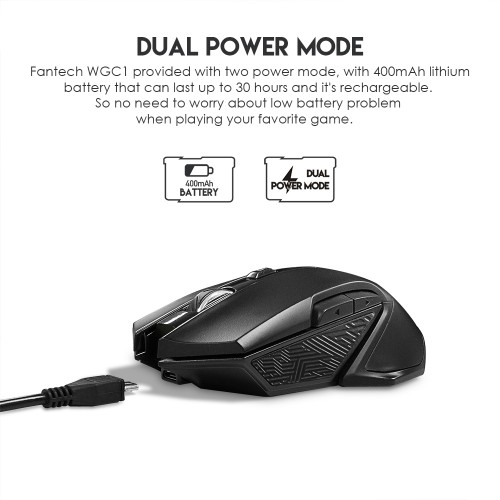 DUAL POWER MODE
Fantech WGC1 provided with two power mode, with 400mAh lithium
battery that can last up to 30 hours and it's rechargeable.
So no need to worry about low battery problem
when playing your favorite game.
400mAh
BATTERY
DUAL
POWER MODE